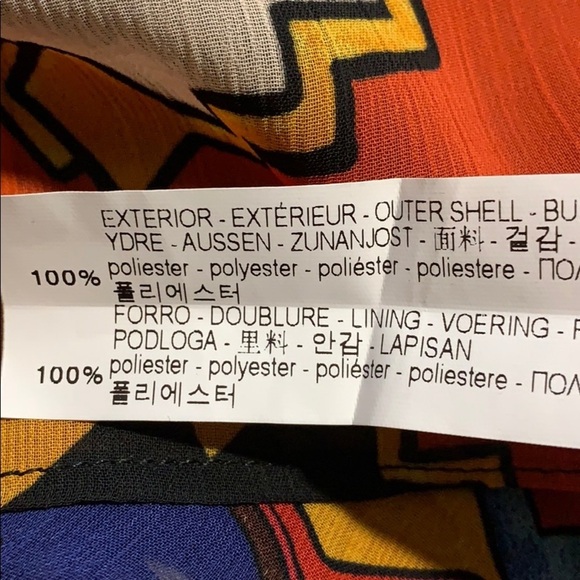 EXTERIOR - EXTÉRIEUR - OUTER SHELL - BU
YDRE - AUSSEN - ZUNANJOST - 面料 - 겉감 -
100% poliester - polyester - poliéster - poliestere - ПОЛ
폴리에스터
FORRO - DOUBLURE - LINING - VOERING - F
PODLOGA - 里料 - 안감 - LAPISAN
100% poliester - polyester - poliéster - poliestere - ПОЛ
폴리에스터